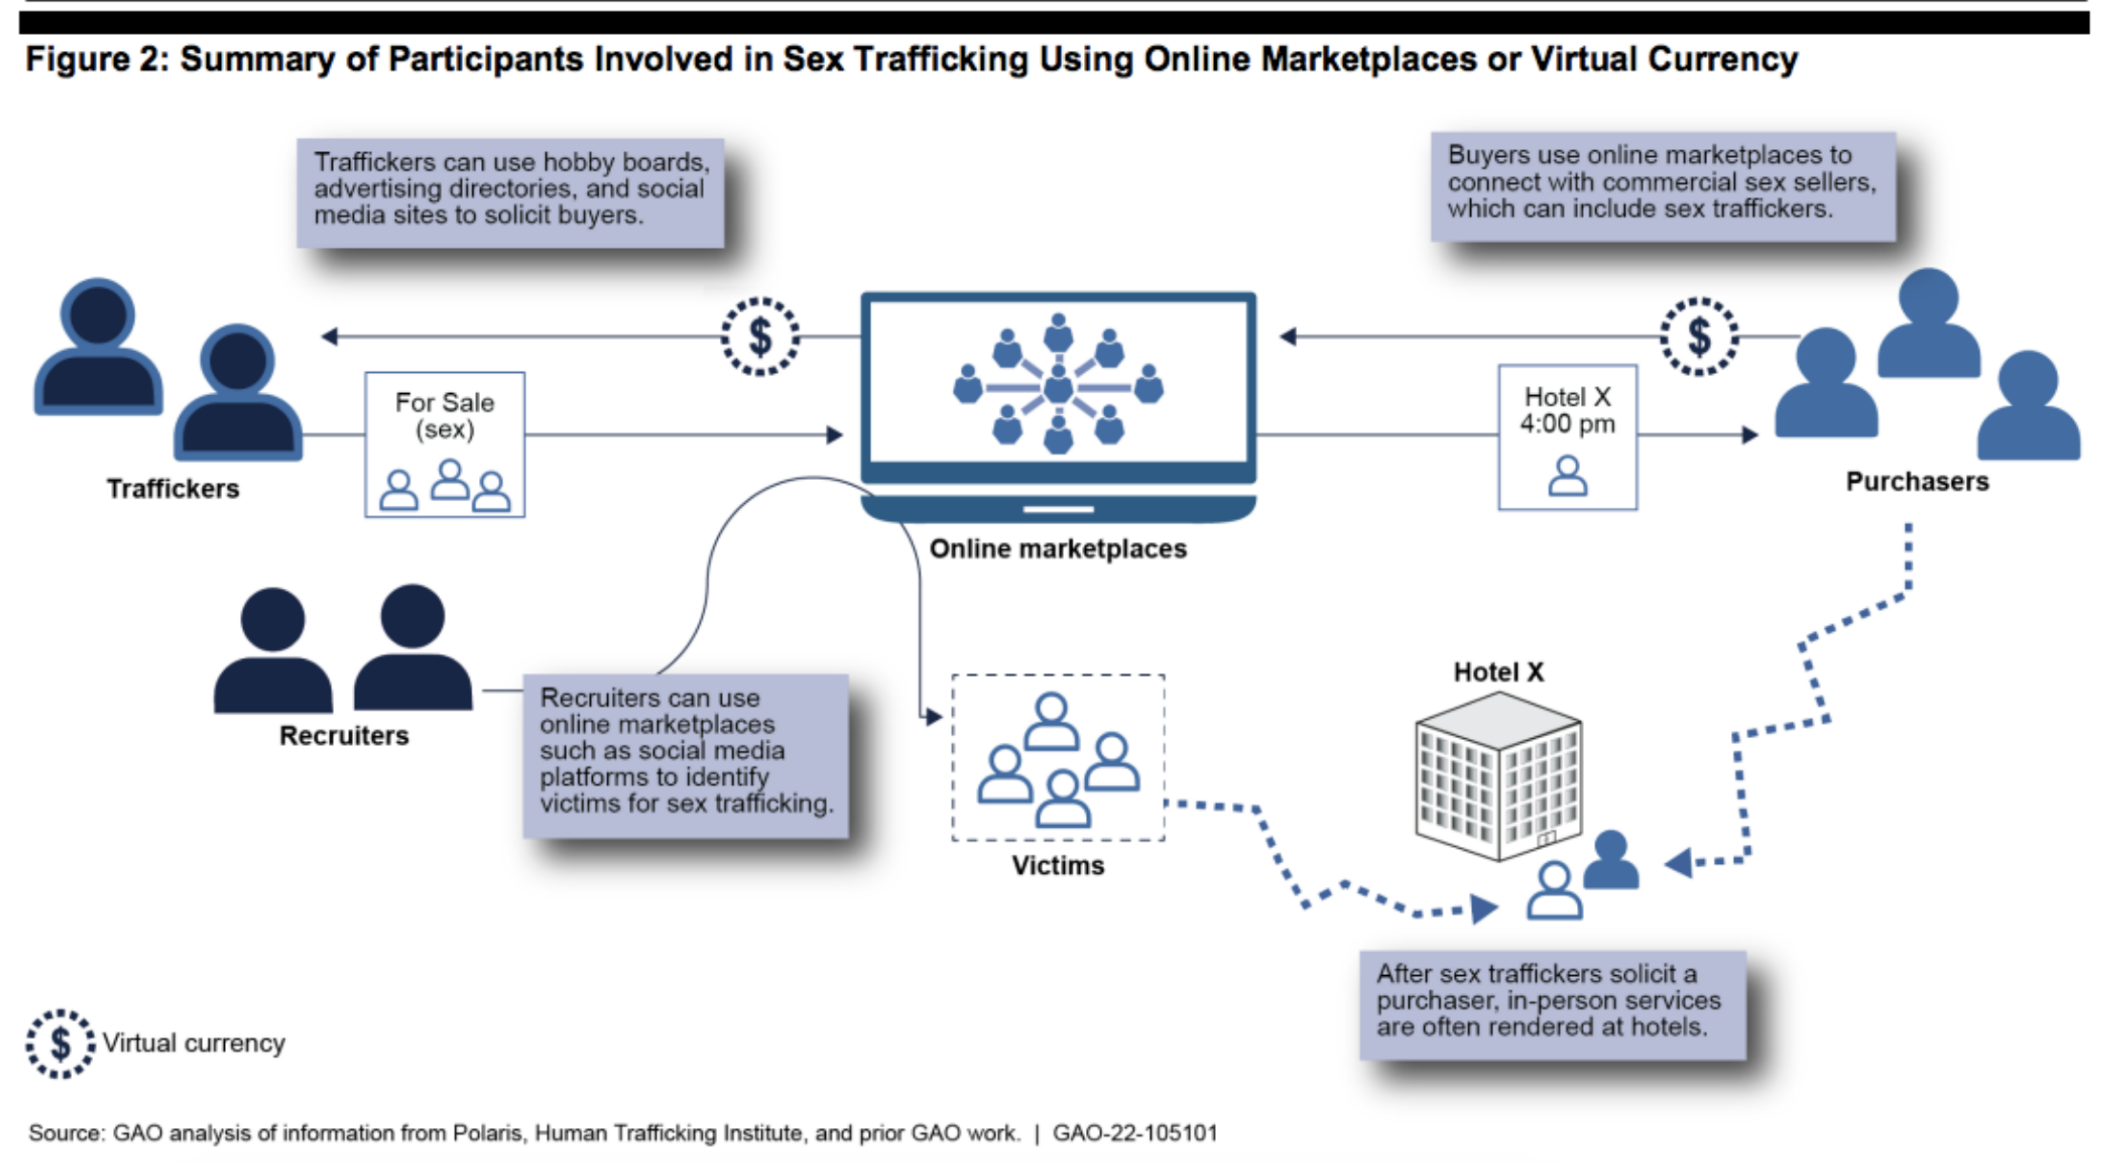 Figure 2: Summary of Participants Involved in Sex Trafficking Using Online Marketplaces or Virtual Currency
Traffickers can use hobby boards,
advertising directories, and social
media sites to solicit buyers.
Buyers use online marketplaces to
connect with commercial sex sellers,
which can include sex traffickers.
$
$
For Sale
(sex)
Hotel X
4:00 pm
Traffickers
Purchasers
Online marketplaces
Recruiters
Recruiters can use
online marketplaces
such as social media
platforms to identify
victims for sex trafficking.
Victims
Hotel X
After sex traffickers solicit a
purchaser, in-person services
are often rendered at hotels.
$ Virtual currency
Source: GAO analysis of information from Polaris, Human Trafficking Institute, and prior GAO work. | GAO-22-105101